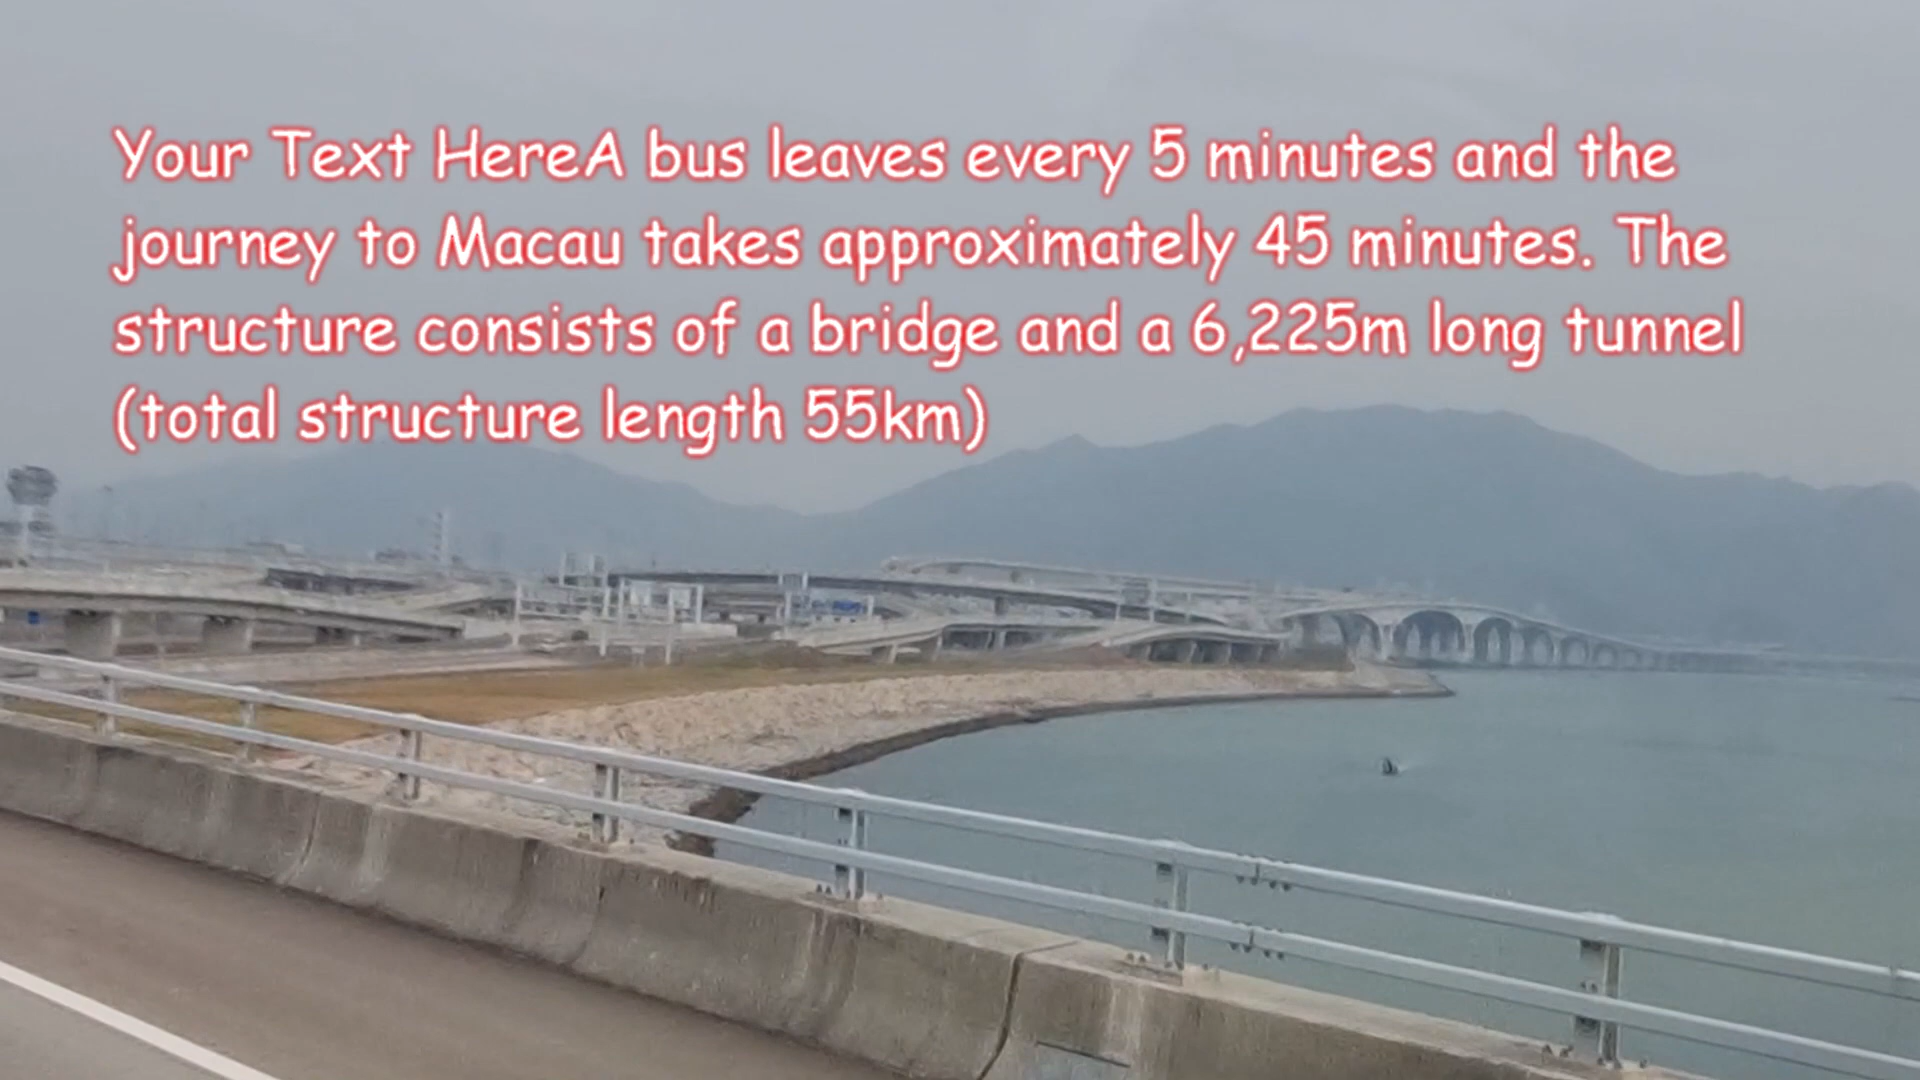 Your Text HereA bus leaves every 5 minutes and the
journey to Macau takes approximately 45 minutes. The
structure consists of a bridge and a 6,225m long tunnel
(total structure length 55km)